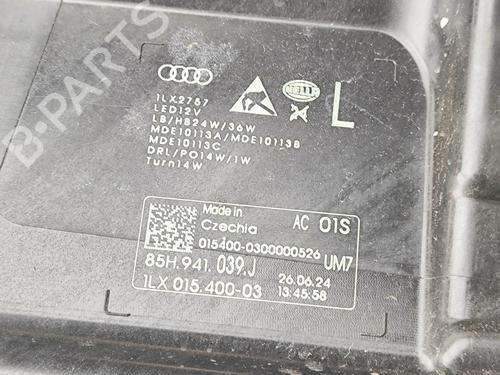 B-PARTS
HELLA
L
1LX2757
LED12V
LB/HB24W/36W
MDE10113A/MDE10113B
MDE10113C
DRL/PO14W/1W
Turn14W
Made in
Czechia
AC 01S
015400-0300000526
85H.941.039.J UM7
1LX 015.400-03
26.06.24
13:45:58